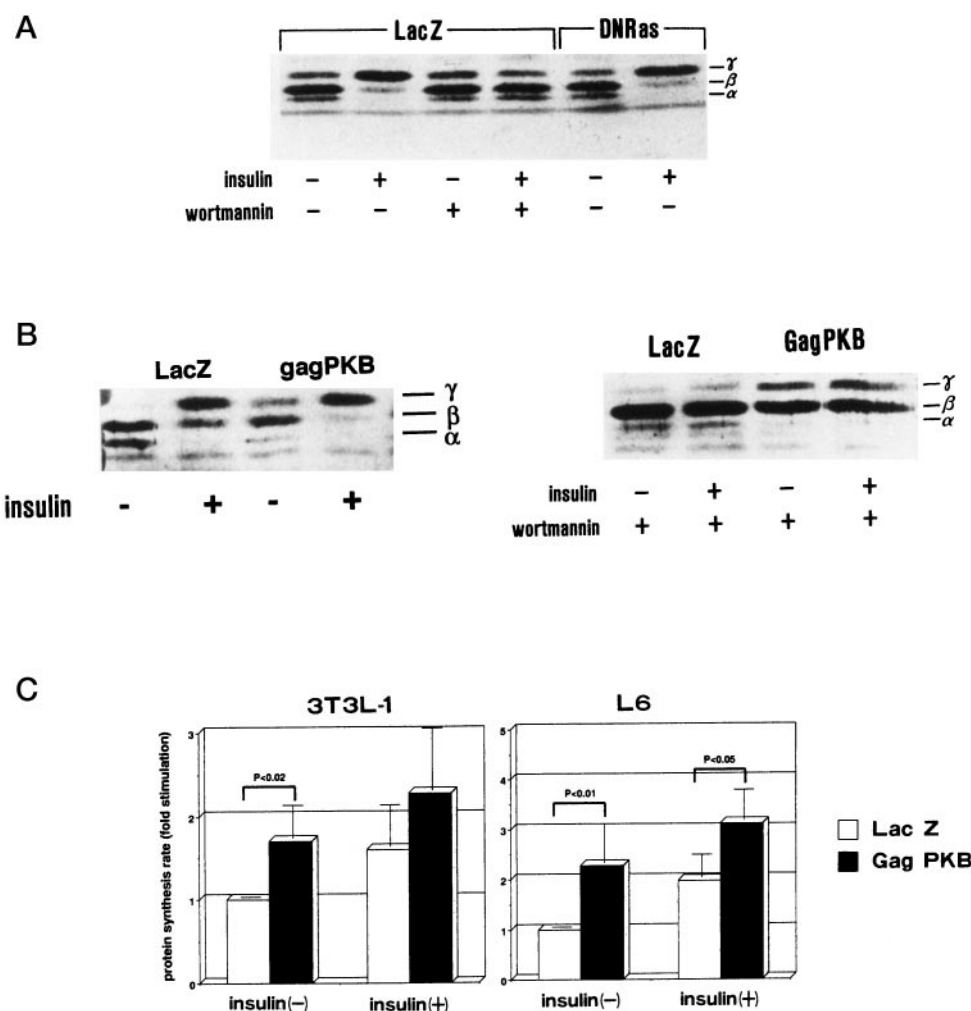 A
LacZ DNRas
γ
β
α
insulin - + - + - +
wortmannin - - + + - -
B
LacZ gagPKB
γ
β
α
insulin - + - +
LacZ GagPKB
γ
β
α
insulin - + - +
wortmannin + + + +
C
3T3L-1
protein synthesis rate (fold stimulation)
3
2
1
0
P<0.02
insulin(-) insulin(+)
L6
5
4
3
2
1
0
P<0.01
P<0.05
insulin(-) insulin(+)
Lac Z
Gag PKB